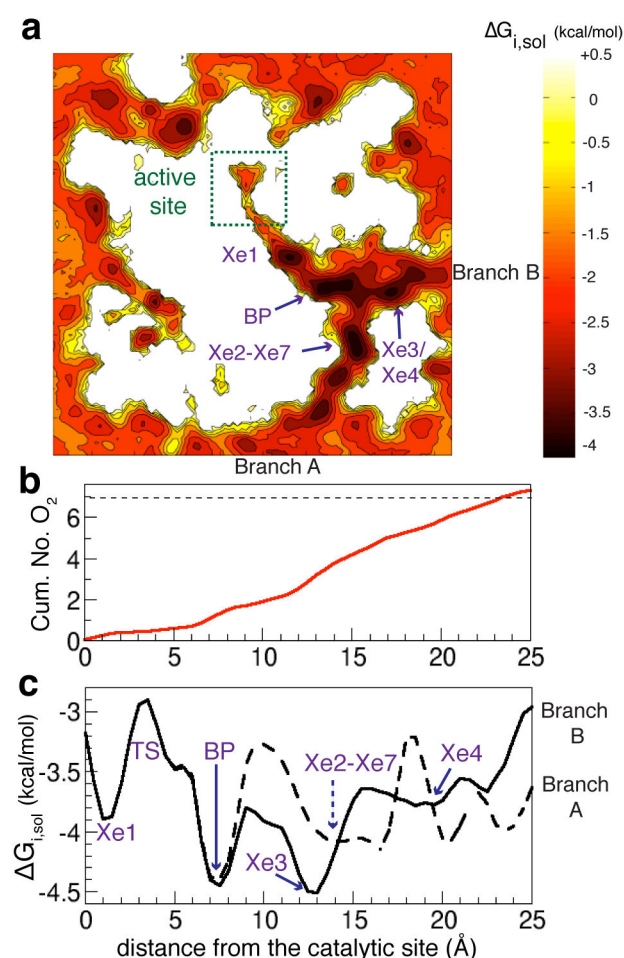 a
ΔG i,sol (kcal/mol)
+0.5
0
-0.5
-1
-1.5
-2
-2.5
-3
-3.5
-4
active
site
Xe1
BP
Xe2-Xe7
Xe3/
Xe4
Branch B
Branch A
b
Cum. No. O2
6
4
2
0
0 5 10 15 20 25
c
ΔG i,sol (kcal/mol)
-3
-3.5
-4
-4.5
TS
BP
Xe2-Xe7
Xe4
Xe1
Xe3
Branch
B
Branch
A
0 5 10 15 20 25
distance from the catalytic site (Å)